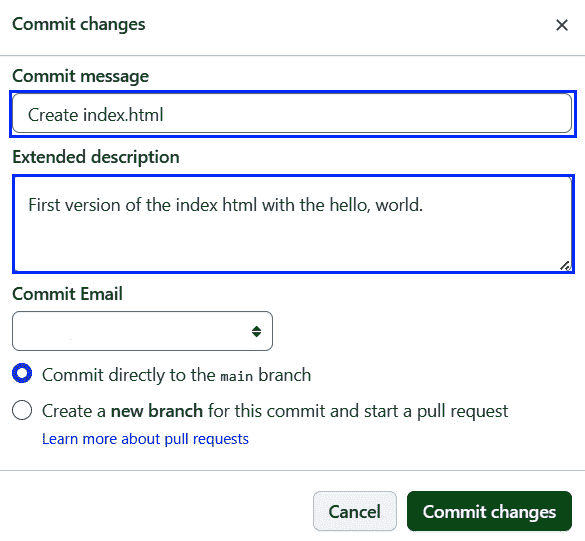 Commit changes
Commit message
Create index.html
Extended description
First version of the index html with the hello, world.
Commit Email
Commit directly to the main branch
Create a new branch for this commit and start a pull request
Learn more about pull requests
Cancel
Commit changes